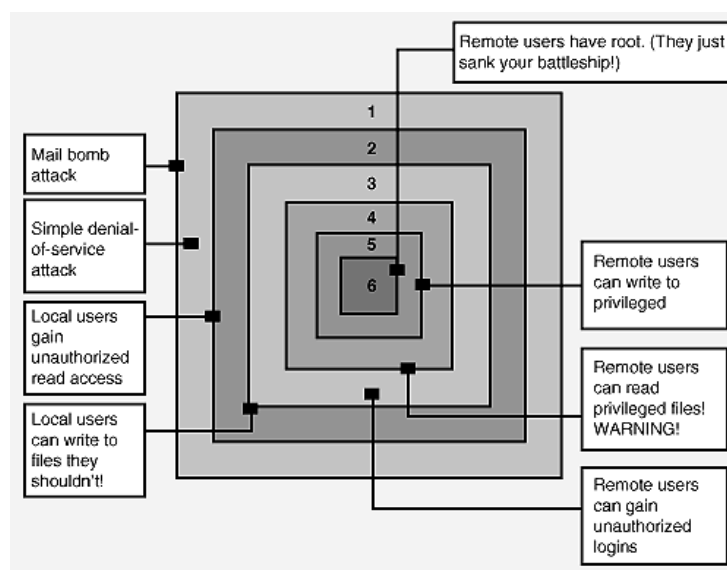 Remote users have root. (They just
sank your battleship!)
1
2
3
4
5
6
Mail bomb
attack
Simple denial-
of-service
attack
Local users
gain
unauthorized
read access
Local users
can write to
files they
shouldn't!
Remote users
can write to
privileged
Remote users
can read
privileged files!
WARNING!
Remote users
can gain
unauthorized
logins